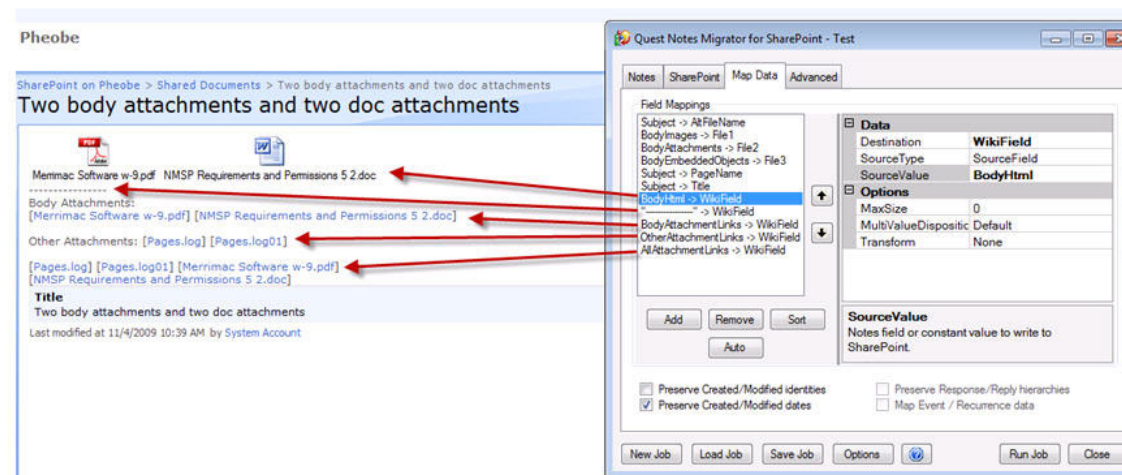 Pheobe
SharePoint on Pheobe > Shared Documents > Two body attachments and two doc attachments
Two body attachments and two doc attachments
PDF
W
Merrimac Software w-9.pdf NMSP Requirements and Permissions 5 2.doc
----------------
Body Attachments:
[Merrimac Software w-9.pdf] [NMSP Requirements and Permissions 5 2.doc]
Other Attachments: [Pages.log] [Pages.log01]
[Pages.log] [Pages.log01] [Merrimac Software w-9.pdf]
[NMSP Requirements and Permissions 5 2.doc]
Title
Two body attachments and two doc attachments
Last modified at 11/4/2009 10:39 AM by System Account
Quest Notes Migrator for SharePoint - Test
Notes SharePoint Map Data Advanced
Field Mappings
Subject -> AltFileName
BodyImages -> File1
BodyAttachments -> File2
BodyEmbeddedObjects -> File3
Subject -> PageName
Subject -> Title
BodyHtml -> WikiField
"----------------" -> WikiField
BodyAttachmentLinks -> WikiField
OtherAttachmentLinks -> WikiField
AllAttachmentLinks -> WikiField
Data
Destination WikiField
SourceType SourceField
SourceValue BodyHtml
Options
MaxSize 0
MultiValueDispositic Default
Transform None
SourceValue
Notes field or constant value to write to
SharePoint.
Add Remove Sort
Auto
Preserve Created/Modified identities
Preserve Created/Modified dates
Preserve Response/Reply hierarchies
Map Event / Recurrence data
New Job Load Job Save Job Options Run Job Close